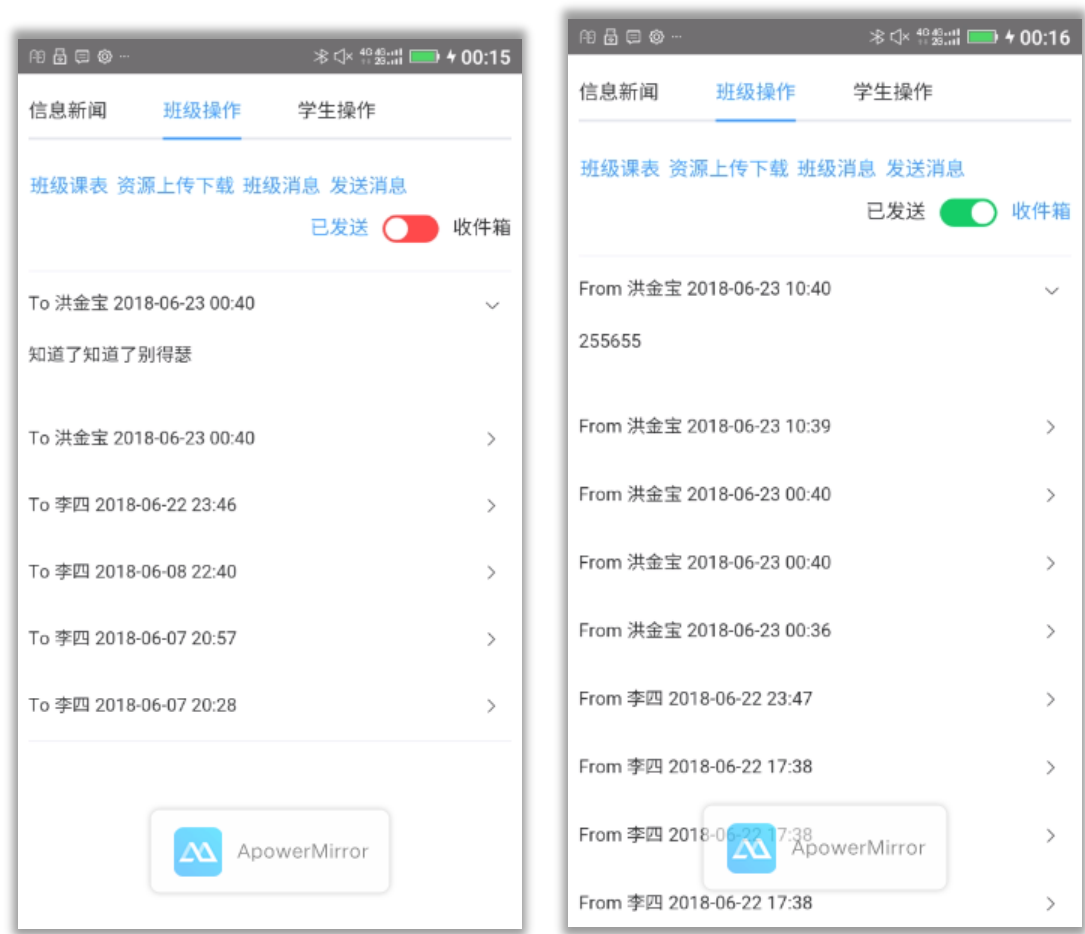 00:15
信息新闻 班级操作 学生操作
班级课表 资源上传下载 班级消息 发送消息
已发送 收件箱
To 洪金宝 2018-06-23 00:40
知道了知道了别得瑟
To 洪金宝 2018-06-23 00:40
To 李四 2018-06-22 23:46
To 李四 2018-06-08 22:40
To 李四 2018-06-07 20:57
To 李四 2018-06-07 20:28
ApowerMirror
00:16
信息新闻 班级操作 学生操作
班级课表 资源上传下载 班级消息 发送消息
已发送 收件箱
From 洪金宝 2018-06-23 10:40
255655
From 洪金宝 2018-06-23 10:39
From 洪金宝 2018-06-23 00:40
From 洪金宝 2018-06-23 00:40
From 洪金宝 2018-06-23 00:36
From 李四 2018-06-22 23:47
From 李四 2018-06-22 17:38
From 李四 2018-06-22 17:38
ApowerMirror
From 李四 2018-06-22 17:38